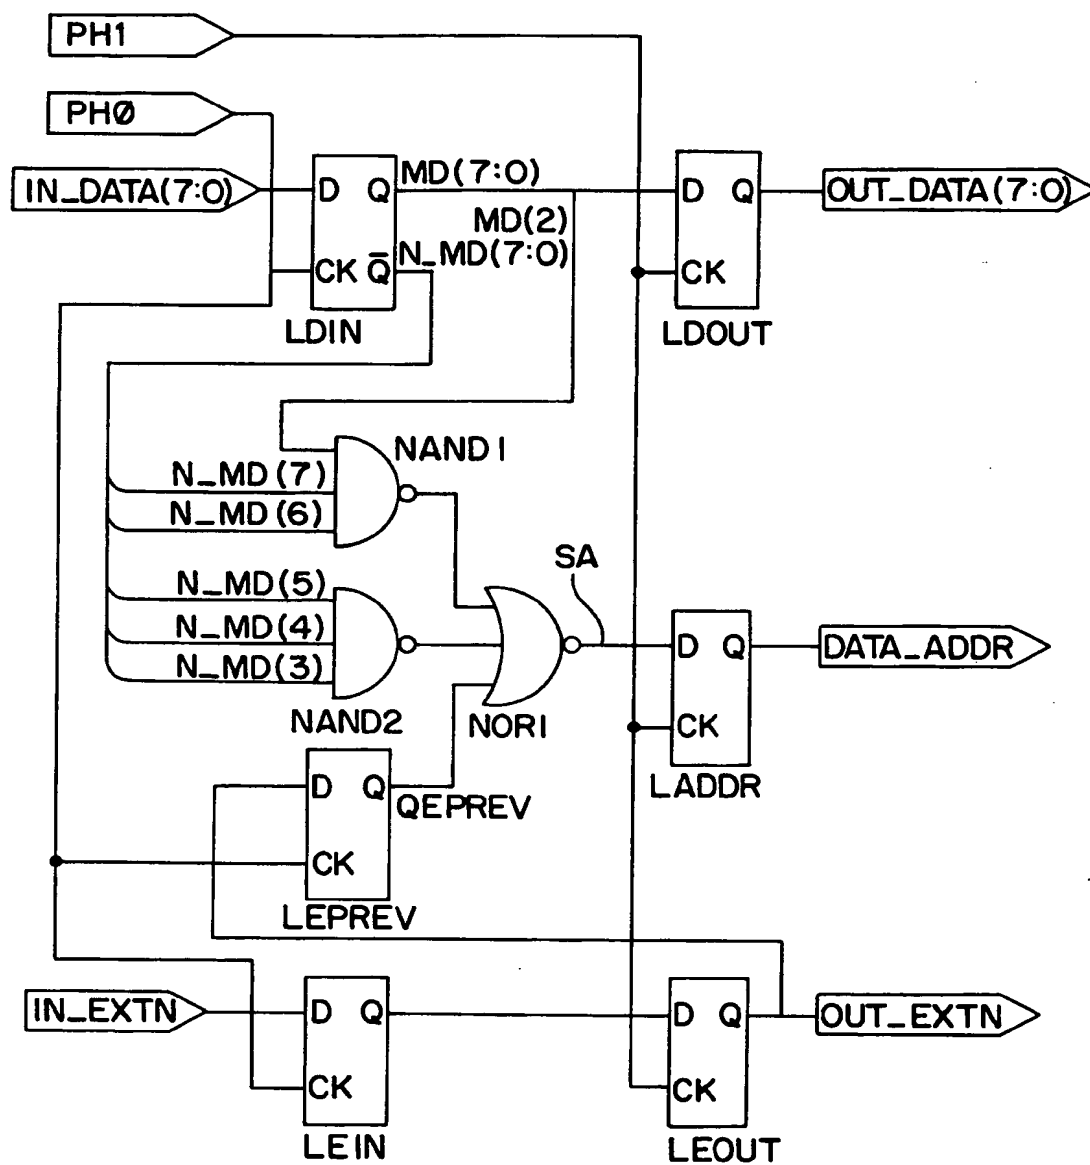 PH1
PHØ
IN_DATA(7:0)
D Q
MD(7:0)
MD(2)
N_MD(7:0)
CK Q̅
LDIN
D Q
CK
LDOUT
OUT_DATA(7:0)
NAND1
N_MD(7)
N_MD(6)
N_MD(5)
N_MD(4)
N_MD(3)
NAND2
NOR1
SA
D Q
CK
LADDR
DATA_ADDR
D Q
QEPREV
CK
LEPREV
IN_EXTN
D Q
CK
LEIN
D Q
CK
LEOUT
OUT_EXTN